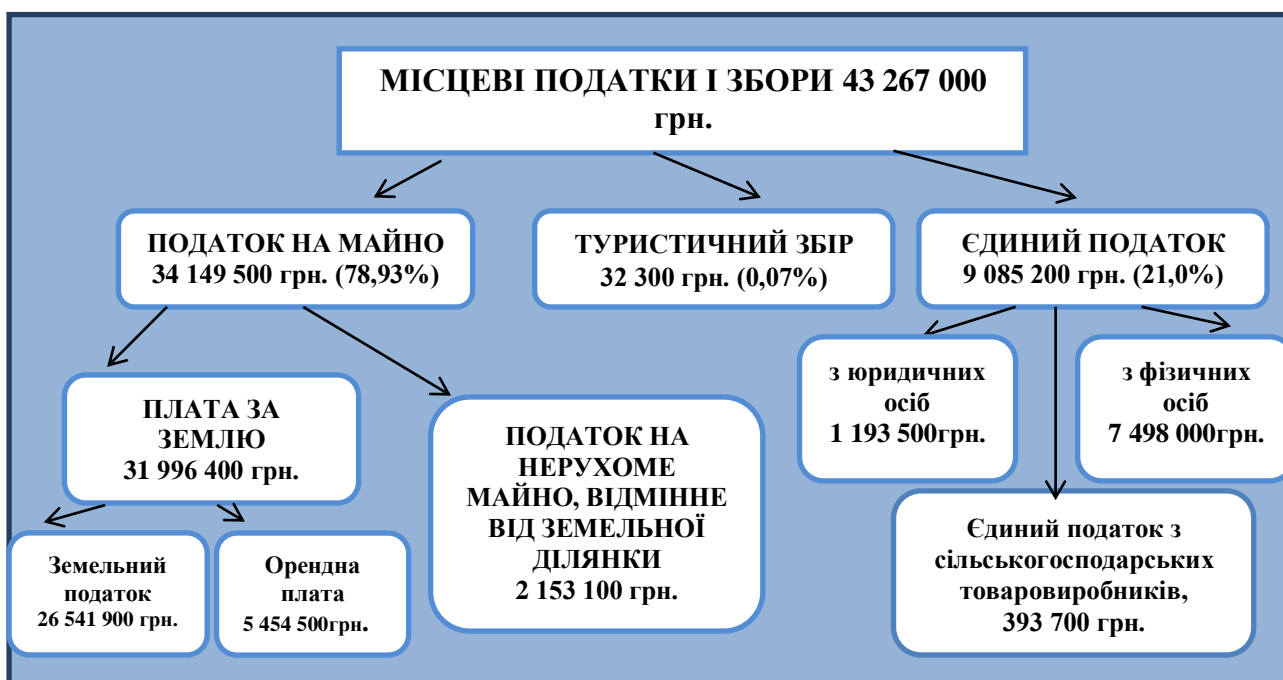 МІСЦЕВІ ПОДАТКИ І ЗБОРИ 43 267 000
грн.
ПОДАТОК НА МАЙНО
34 149 500 грн. (78,93%)
ТУРИСТИЧНИЙ ЗБІР
32 300 грн. (0,07%)
ЄДИНИЙ ПОДАТОК
9 085 200 грн. (21,0%)
ПЛАТА ЗА
ЗЕМЛЮ
31 996 400 грн.
ПОДАТОК НА
НЕРУХОМЕ
МАЙНО, ВІДМІННЕ
ВІД ЗЕМЕЛЬНОЇ
ДІЛЯНКИ
2 153 100 грн.
з юридичних
осіб
1 193 500грн.
з фізичних
осіб
7 498 000грн.
Земельний
податок
26 541 900 грн.
Орендна
плата
5 454 500грн.
Єдиний податок з
сільськогосподарських
товаровиробників,
393 700 грн.